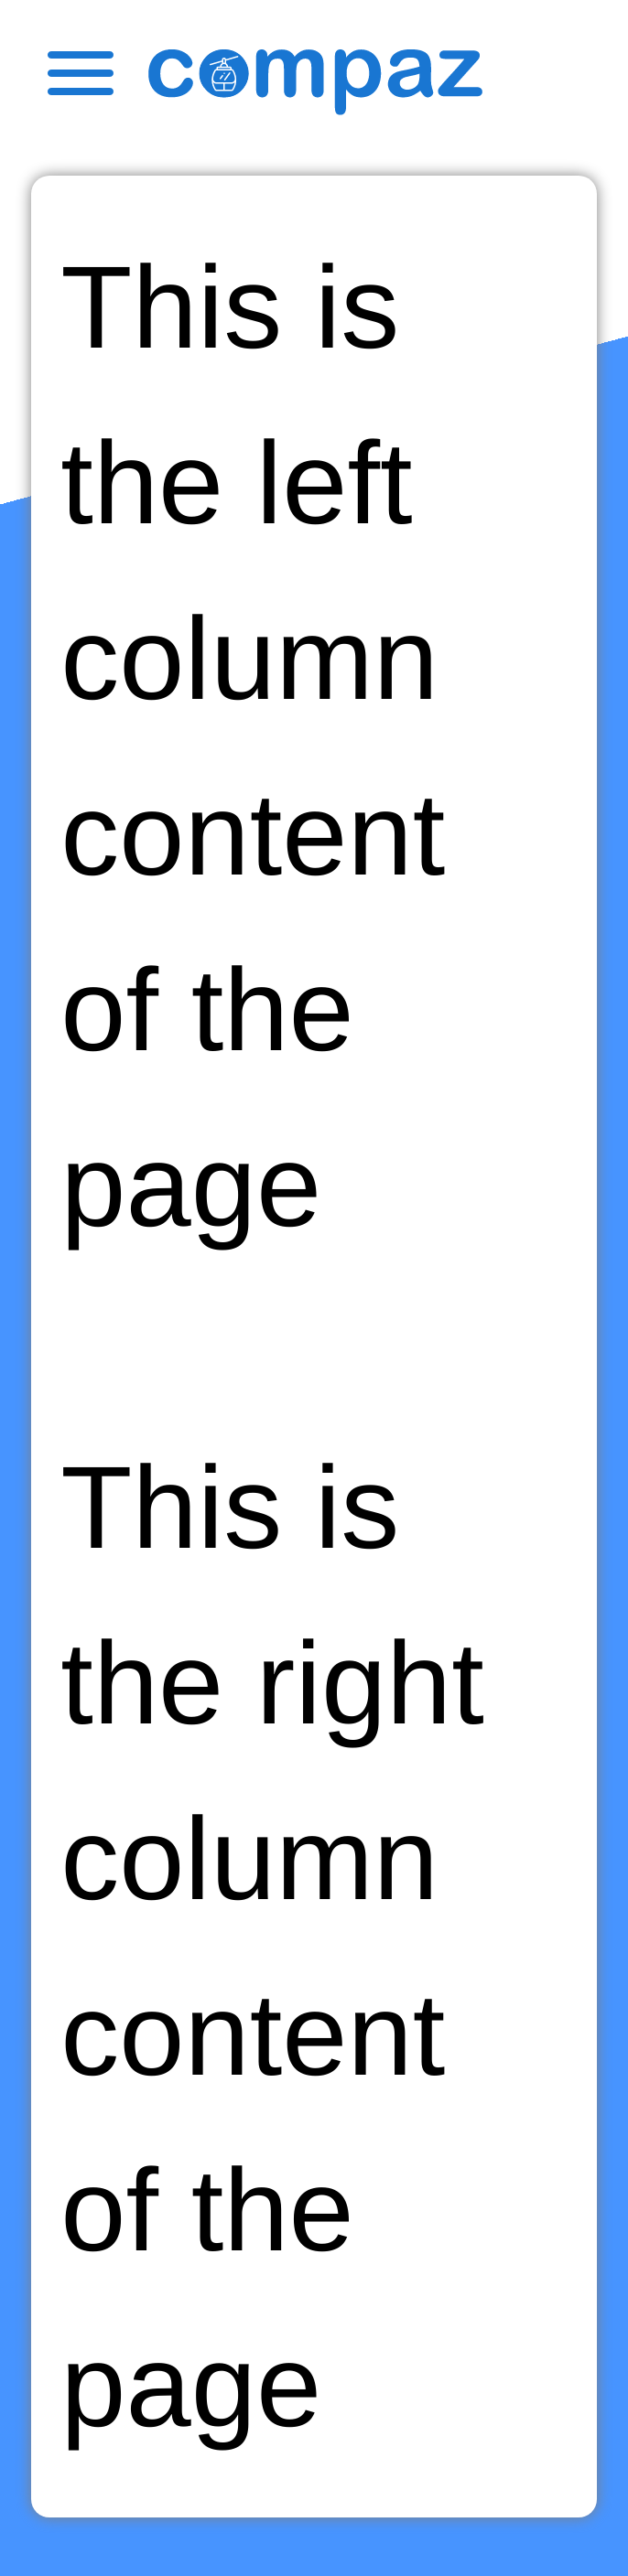 compaz
This is
the left
column
content
of the
page
This is
the right
column
content
of the
page